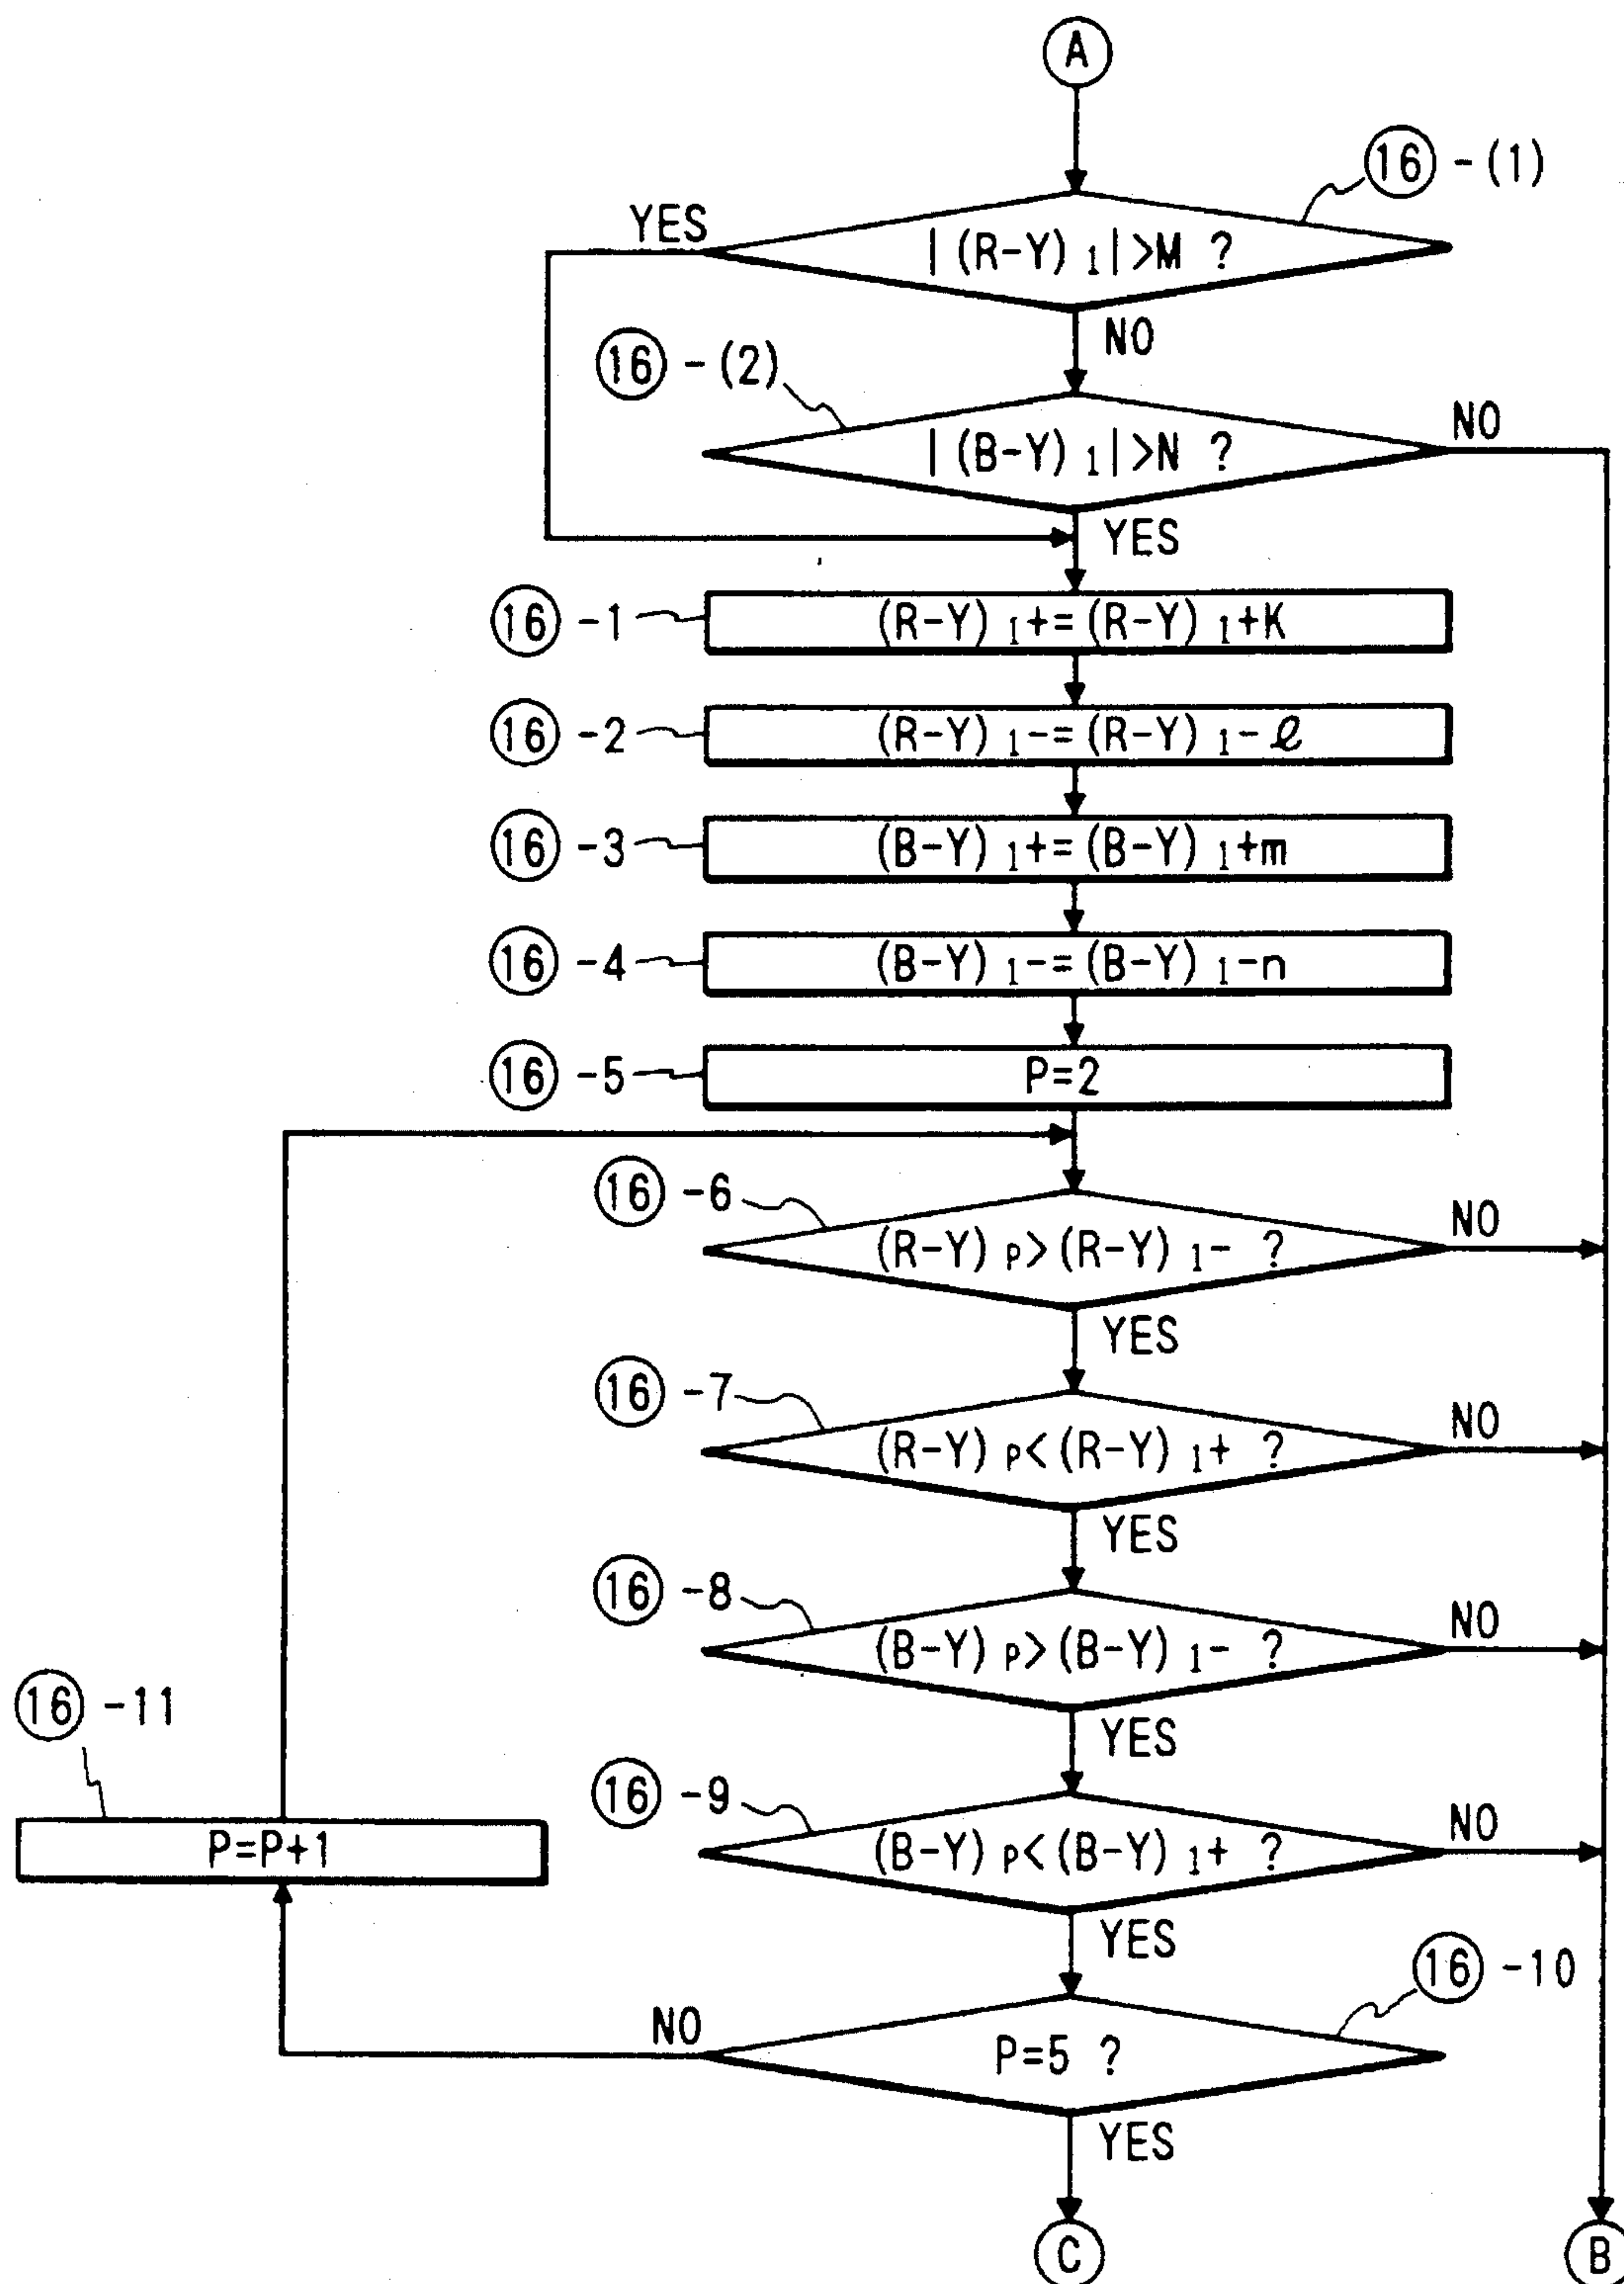 A
16 -(1)
YES
| (R-Y) 1 | >M ?
NO
16 -(2)
| (B-Y) 1 | >N ?
NO
YES
16 -1
(R-Y) 1+=(R-Y) 1+K
16 -2
(R-Y) 1-=(R-Y) 1-ℓ
16 -3
(B-Y) 1+=(B-Y) 1+m
16 -4
(B-Y) 1-=(B-Y) 1-n
16 -5
P=2
16 -6
(R-Y) P>(R-Y) 1- ?
NO
YES
16 -7
(R-Y) P<(R-Y) 1+ ?
NO
YES
16 -8
(B-Y) P>(B-Y) 1- ?
NO
YES
16 -11
P=P+1
16 -9
(B-Y) P<(B-Y) 1+ ?
NO
YES
16 -10
NO
P=5 ?
YES
C
B